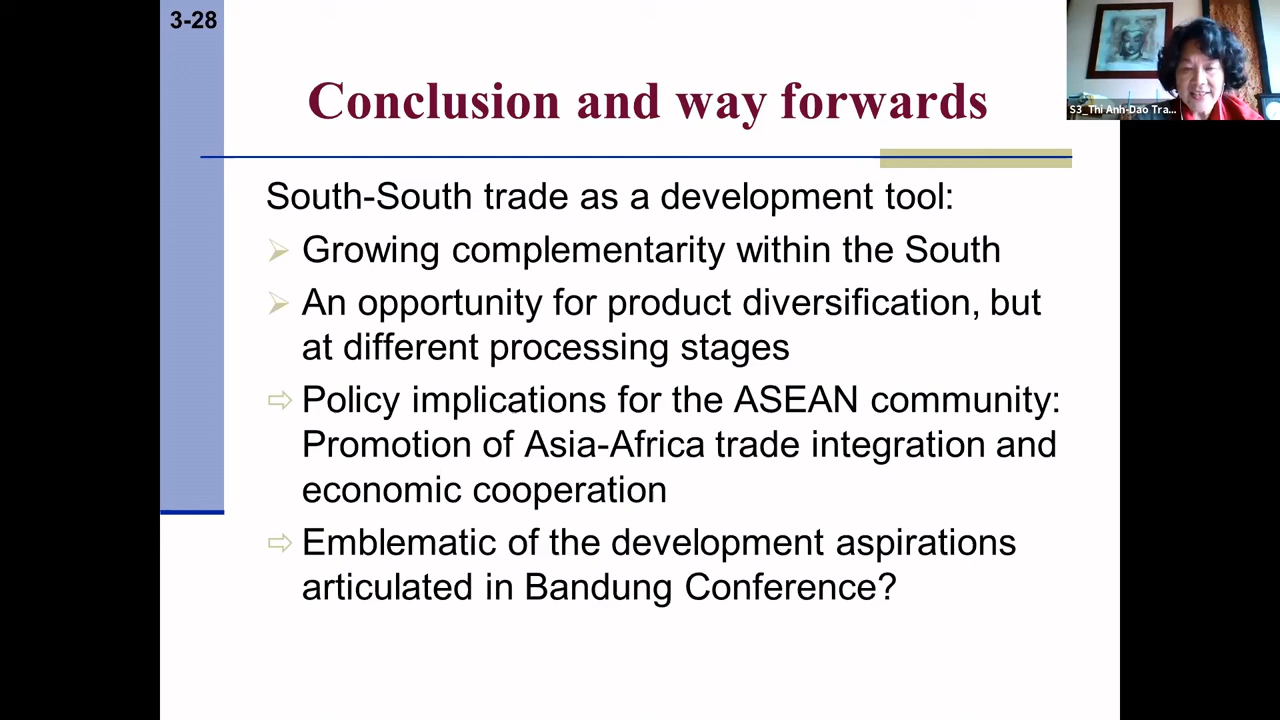 3-28
S3_Thi Anh-Dao Tra...
Conclusion and way forwards
South-South trade as a development tool:
Growing complementarity within the South
An opportunity for product diversification, but
at different processing stages
Policy implications for the ASEAN community:
Promotion of Asia-Africa trade integration and
economic cooperation
Emblematic of the development aspirations
articulated in Bandung Conference?